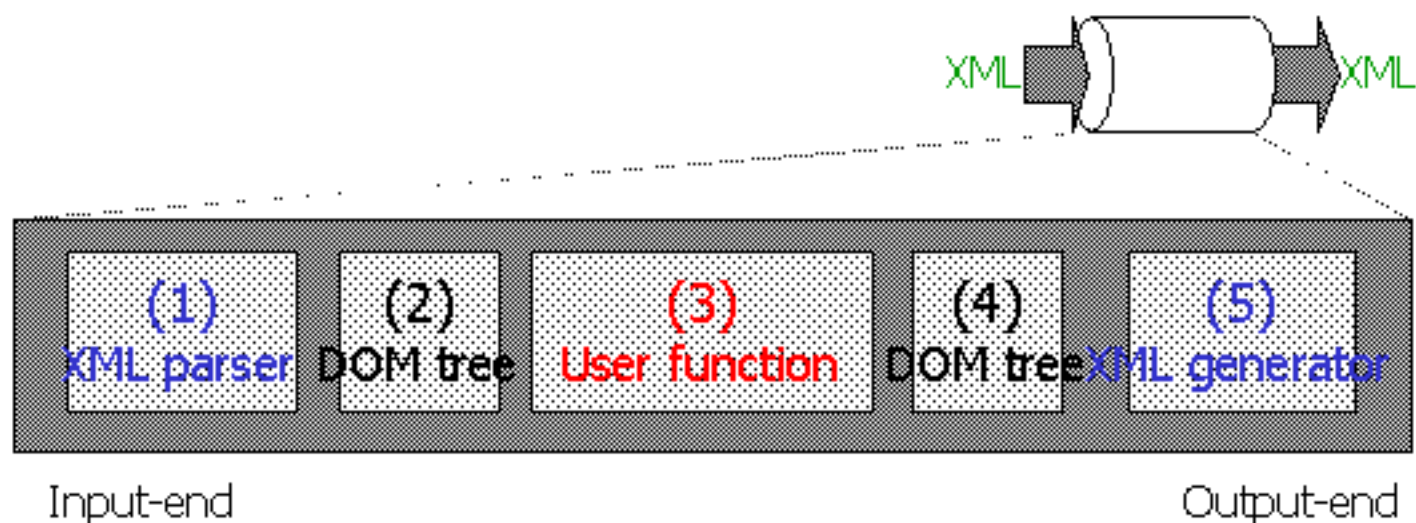 XML XML
(1) (2) (3) (4) (5)
XML parser DOM tree User function DOM tree XML generator
Input-end Output-end